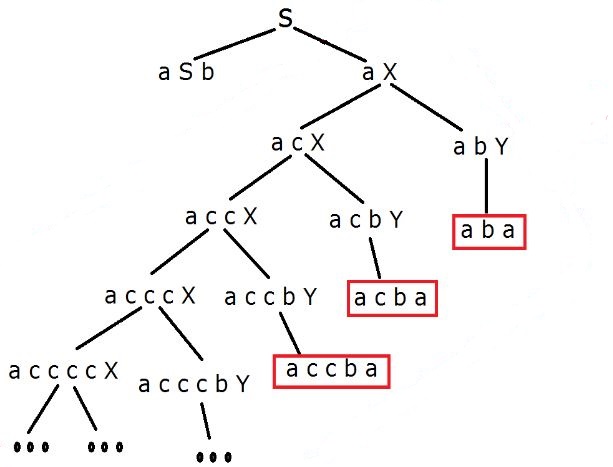 S
a S b
a X
a c X
a b Y
a c c X
a c b Y
a b a
a c c c X
a c c b Y
a c b a
a c c c c X
a c c c b Y
a c c b a
...
...
...